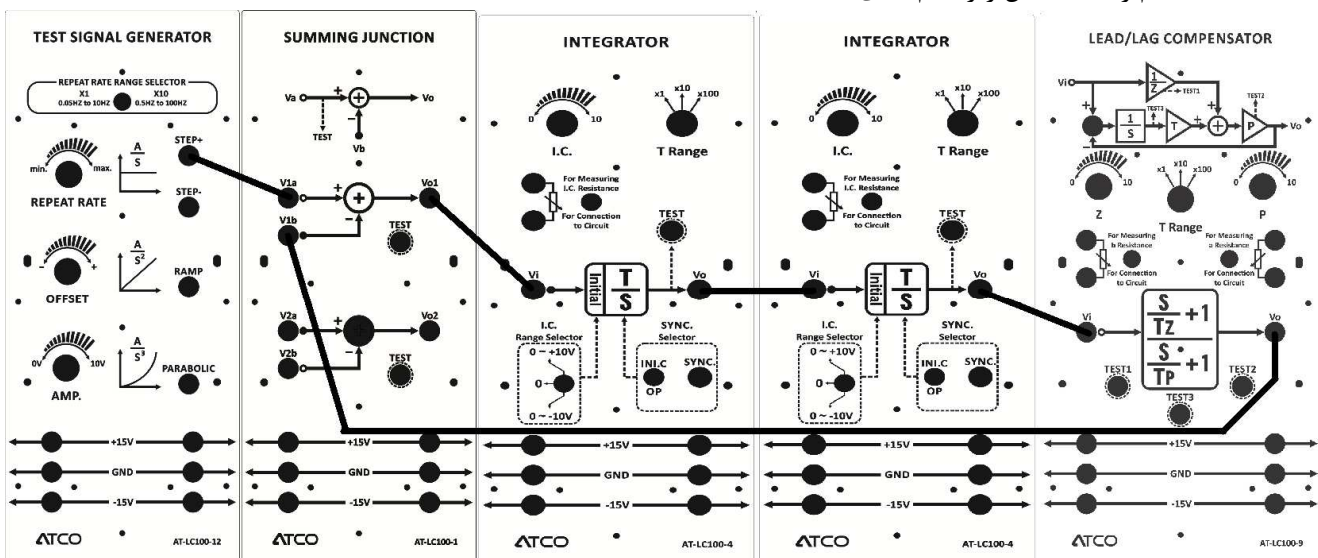 TEST SIGNAL GENERATOR
REPEAT RATE RANGE SELECTOR
X1
0.05HZ to 10HZ
X10
0.5HZ to 100HZ
min.
max.
REPEAT RATE
A
S
STEP+
STEP-
-
+
OFFSET
A
S²
RAMP
0V
10V
AMP.
A
S³
PARABOLIC
+15V
GND
-15V
ATCO
AT-LC100-12
SUMMING JUNCTION
Va
+
Vo
TEST
-
Vb
V1a
+
Vo1
V1b
-
TEST
V2a
+
Vo2
V2b
-
TEST
+15V
GND
-15V
ATCO
AT-LC100-1
INTEGRATOR
0
10
I.C.
x1
x10
x100
T Range
For Measuring
I.C. Resistance
For Connection
to Circuit
TEST
Vi
Initial
T
S
Vo
I.C.
Range Selector
0 ~ +10V
0
0 ~ -10V
SYNC.
Selector
INI.C
SYNC
OP
+15V
GND
-15V
ATCO
AT-LC100-4
INTEGRATOR
0
10
I.C.
x1
x10
x100
T Range
For Measuring
I.C. Resistance
For Connection
to Circuit
TEST
Vi
Initial
T
S
Vo
I.C.
Range Selector
0 ~ +10V
0
0 ~ -10V
SYNC.
Selector
INI.C
SYNC
OP
+15V
GND
-15V
ATCO
AT-LC100-4
LEAD/LAG COMPENSATOR
Vi
1
Z
TEST1
TEST2
+
-
1
S
TEST3
T
+
+
P
Vo
0
10
Z
x1
x10
x100
T Range
0
10
P
For Measuring
b Resistance
For Connection
to Circuit
For Measuring
a Resistance
For Connection
to Circuit
Vi
S
TZ
+1
S
TP
+1
Vo
TEST1
TEST2
TEST3
+15V
GND
-15V
ATCO
AT-LC100-9